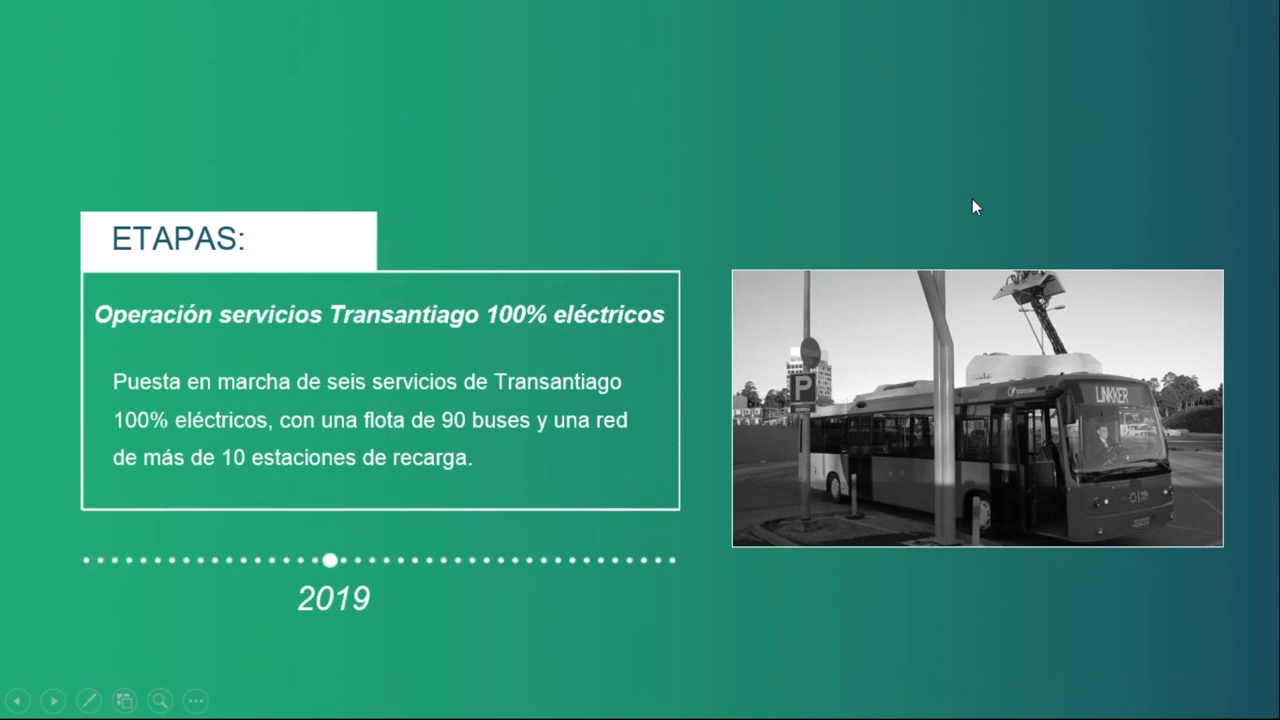 ETAPAS:
Operación servicios Transantiago 100% eléctricos
Puesta en marcha de seis servicios de Transantiago
100% eléctricos, con una flota de 90 buses y una red
de más de 10 estaciones de recarga.
2019
P
LINKKER